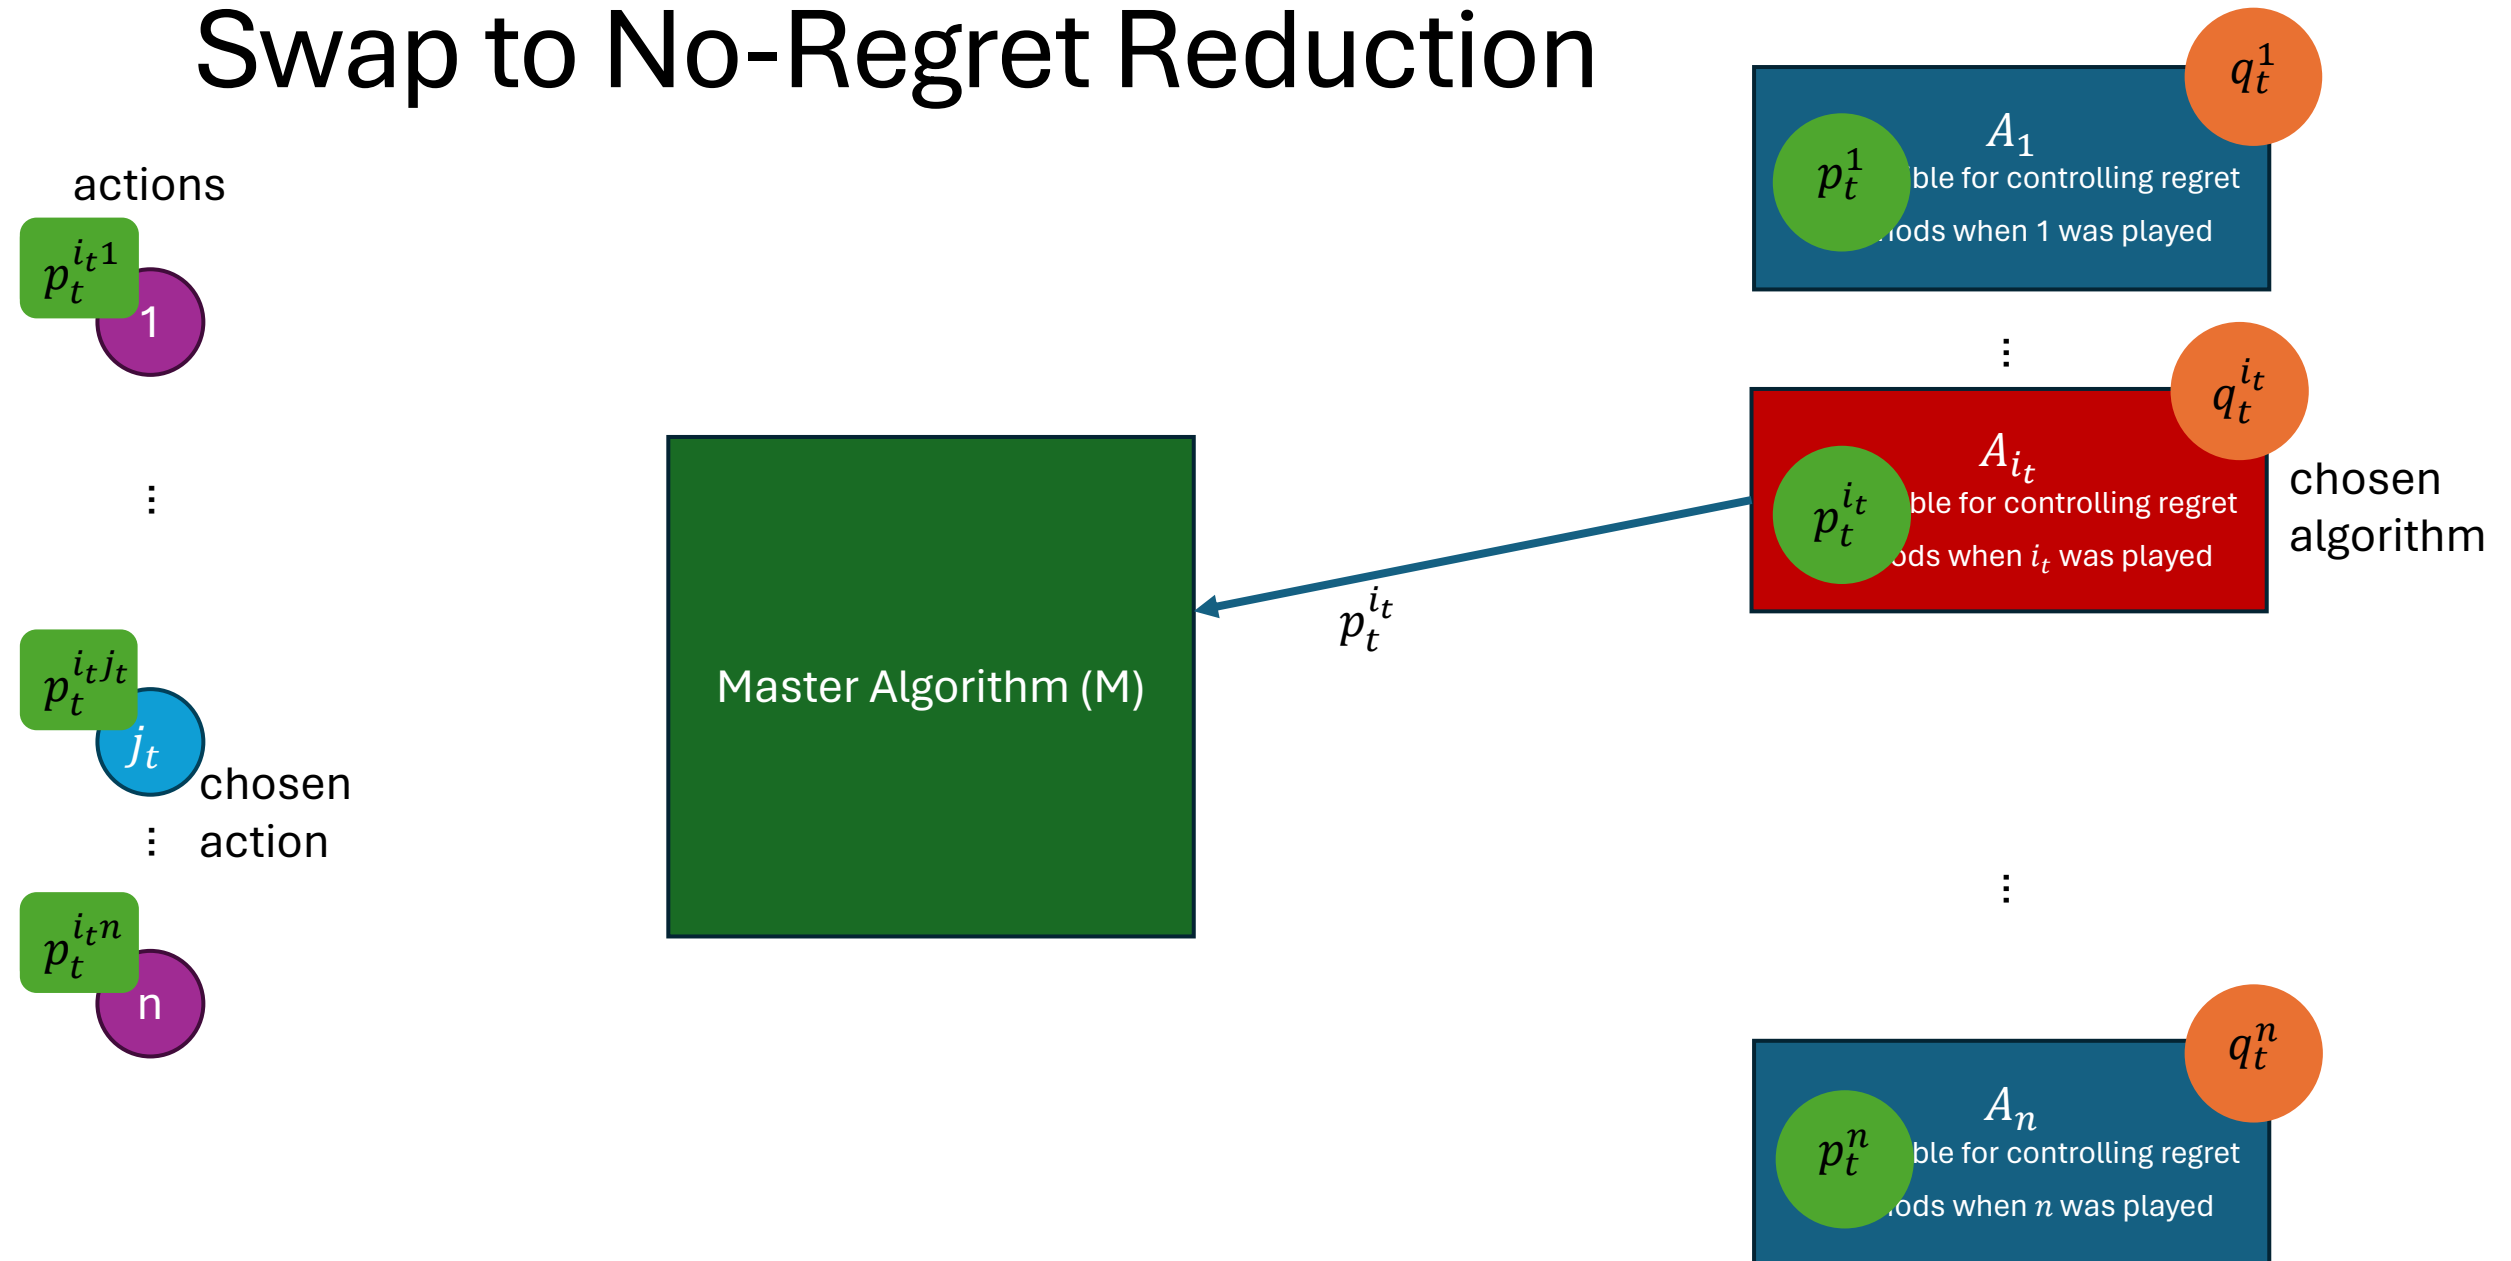 Swap to No-Regret Reduction
actions
p_t^{i_t 1}
1
⋮
p_t^{i_t j_t}
j_t
chosen
action
⋮
p_t^{i_t n}
n
Master Algorithm (M)
p_t^{i_t}
q_t^1
A_1
p_t^1
ble for controlling regret
iods when 1 was played
⋮
q_t^{i_t}
A_{i_t}
p_t^{i_t}
ble for controlling regret
ods when i_t was played
chosen
algorithm
⋮
q_t^n
A_n
p_t^n
ble for controlling regret
iods when n was played